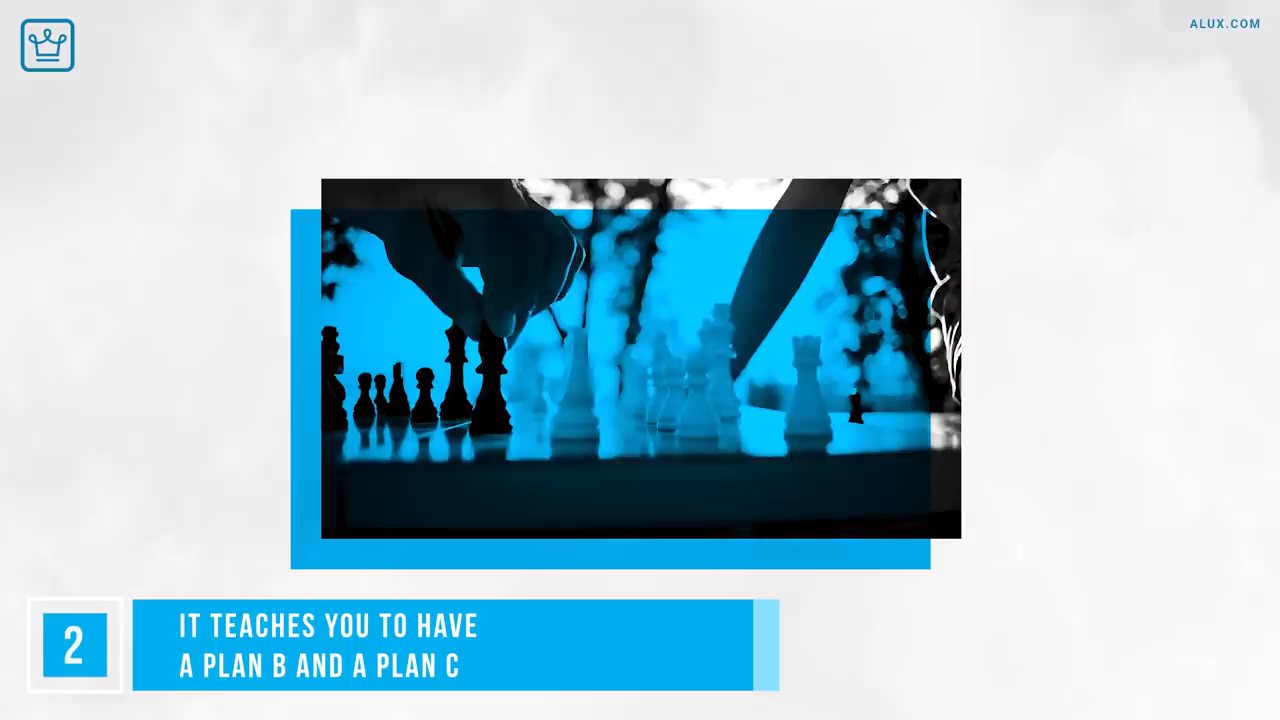 ALUX.COM
2
IT TEACHES YOU TO HAVE
A PLAN B AND A PLAN C